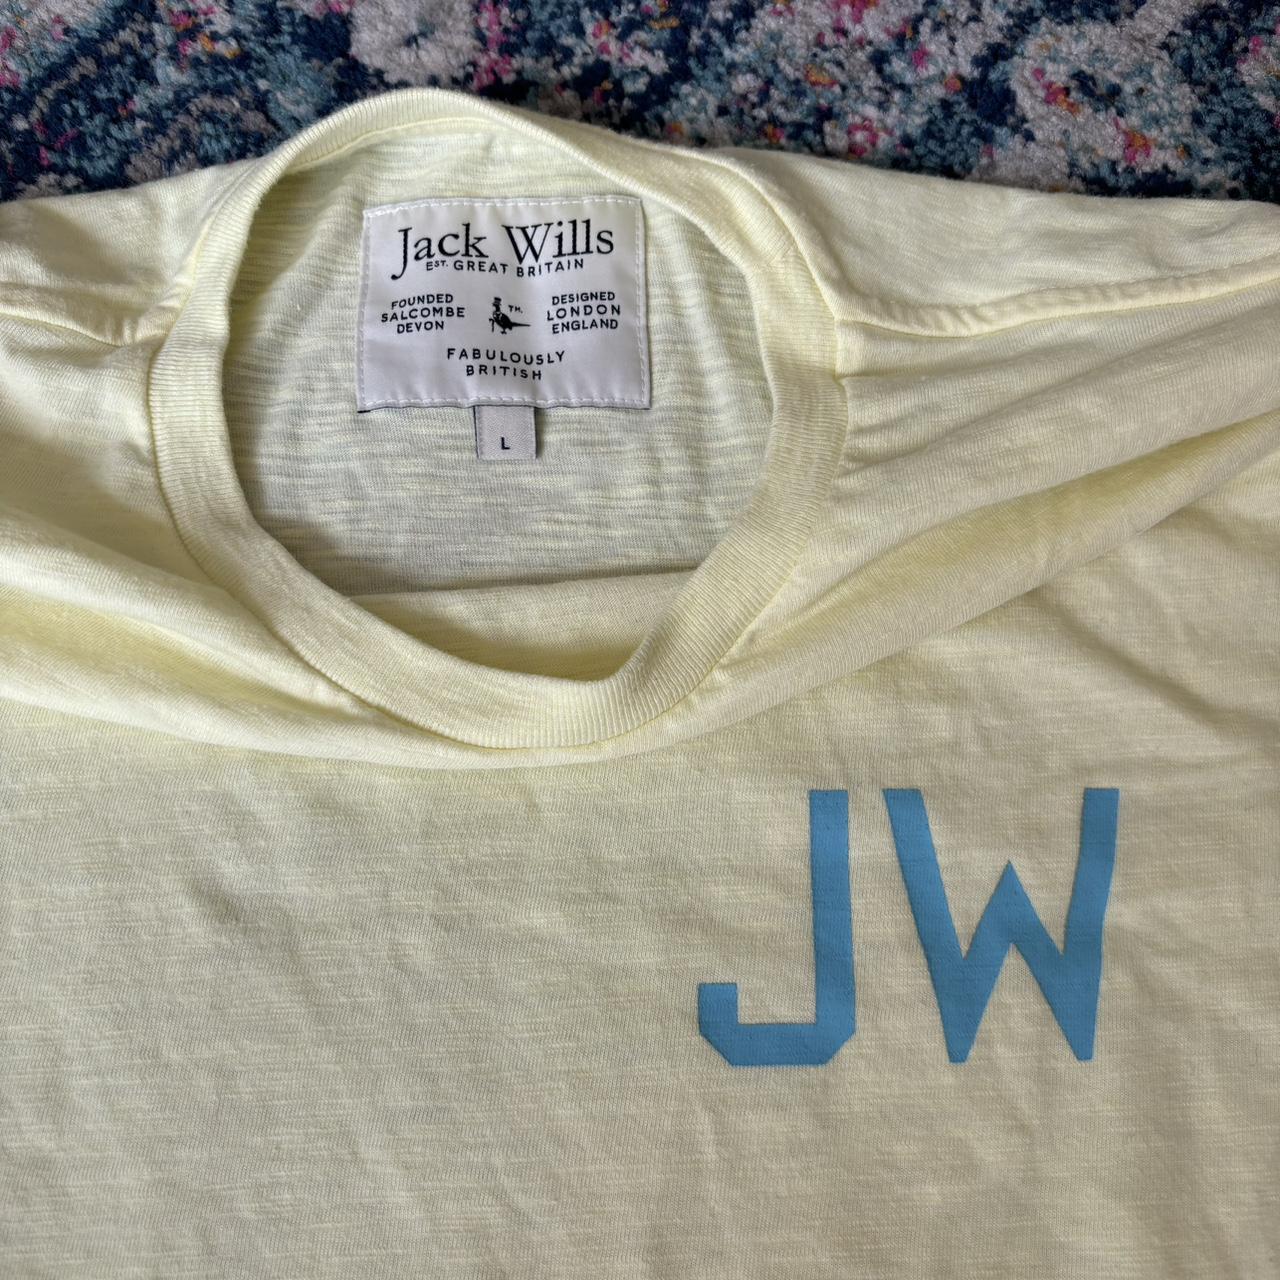 Jack Wills
EST. GREAT BRITAIN
FOUNDED
SALCOMBE
DEVON
TM.
DESIGNED
LONDON
ENGLAND
FABULOUSLY
BRITISH
L
JW